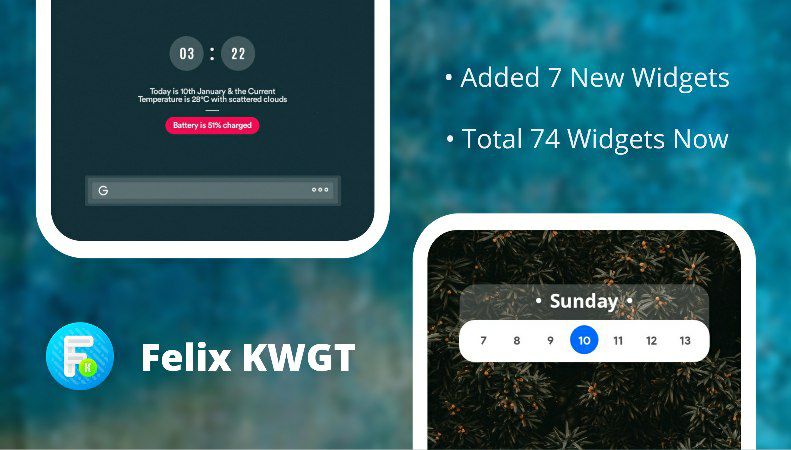 03 : 22
Today is 10th January & the Current
Temperature is 28°C with scattered clouds
Battery is 51% charged
G
• Added 7 New Widgets
• Total 74 Widgets Now
• Sunday •
7 8 9 10 11 12 13
F
K
Felix KWGT